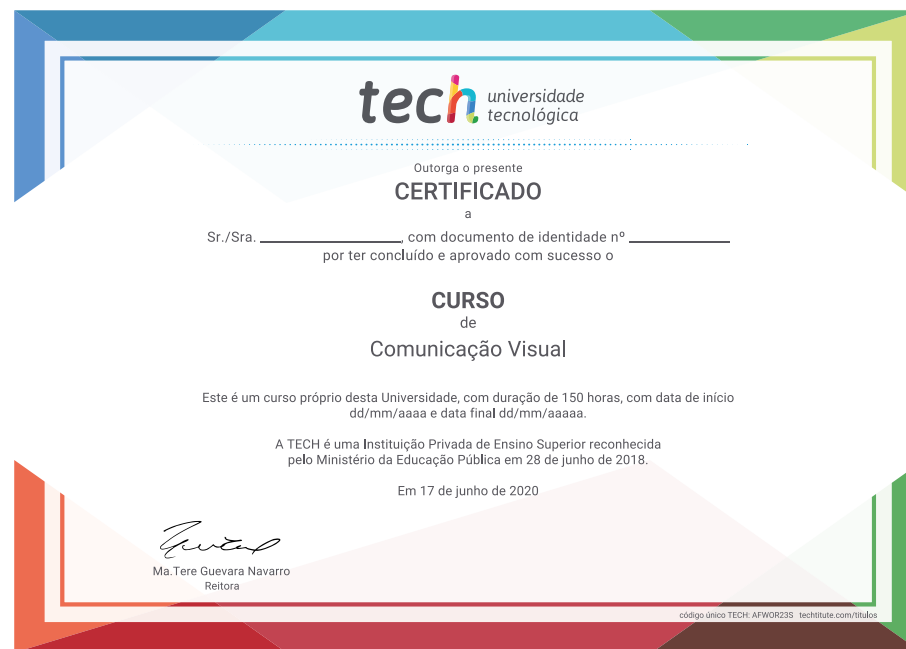 tech universidade
tecnológica
Outorga o presente
CERTIFICADO
a
Sr./Sra. ____________________, com documento de identidade nº ______________
por ter concluído e aprovado com sucesso o
CURSO
de
Comunicação Visual
Este é um curso próprio desta Universidade, com duração de 150 horas, com data de início
dd/mm/aaaa e data final dd/mm/aaaaa.
A TECH é uma Instituição Privada de Ensino Superior reconhecida
pelo Ministério da Educação Pública em 28 de junho de 2018.
Em 17 de junho de 2020
Ma.Tere Guevara Navarro
Reitora
código único TECH: AFWOR23S techtitute.com/titulos